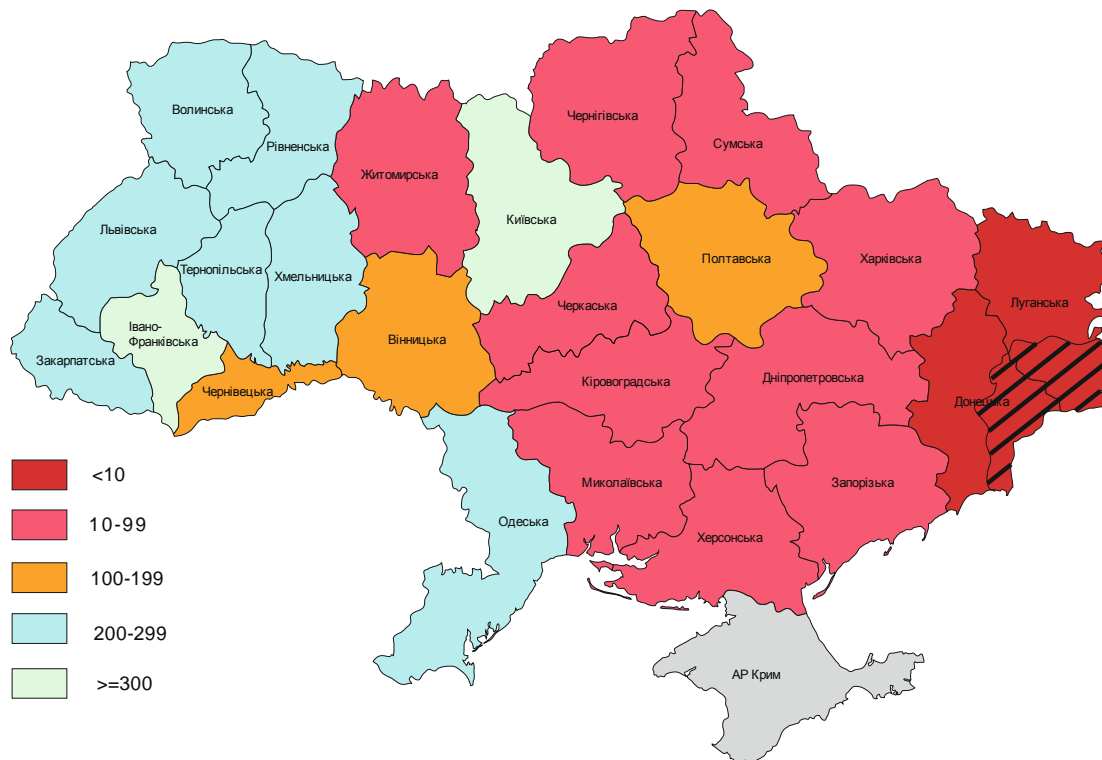 Волинська
Рівненська
Чернігівська
Сумська
Житомирська
Київська
Львівська
Тернопільська
Хмельницька
Полтавська
Харківська
Луганська
Івано-
Франківська
Закарпатська
Чернівецька
Вінницька
Черкаська
Кіровоградська
Дніпропетровська
Донецька
Одеська
Миколаївська
Запорізька
Херсонська
АР Крим
<10
10-99
100-199
200-299
>=300